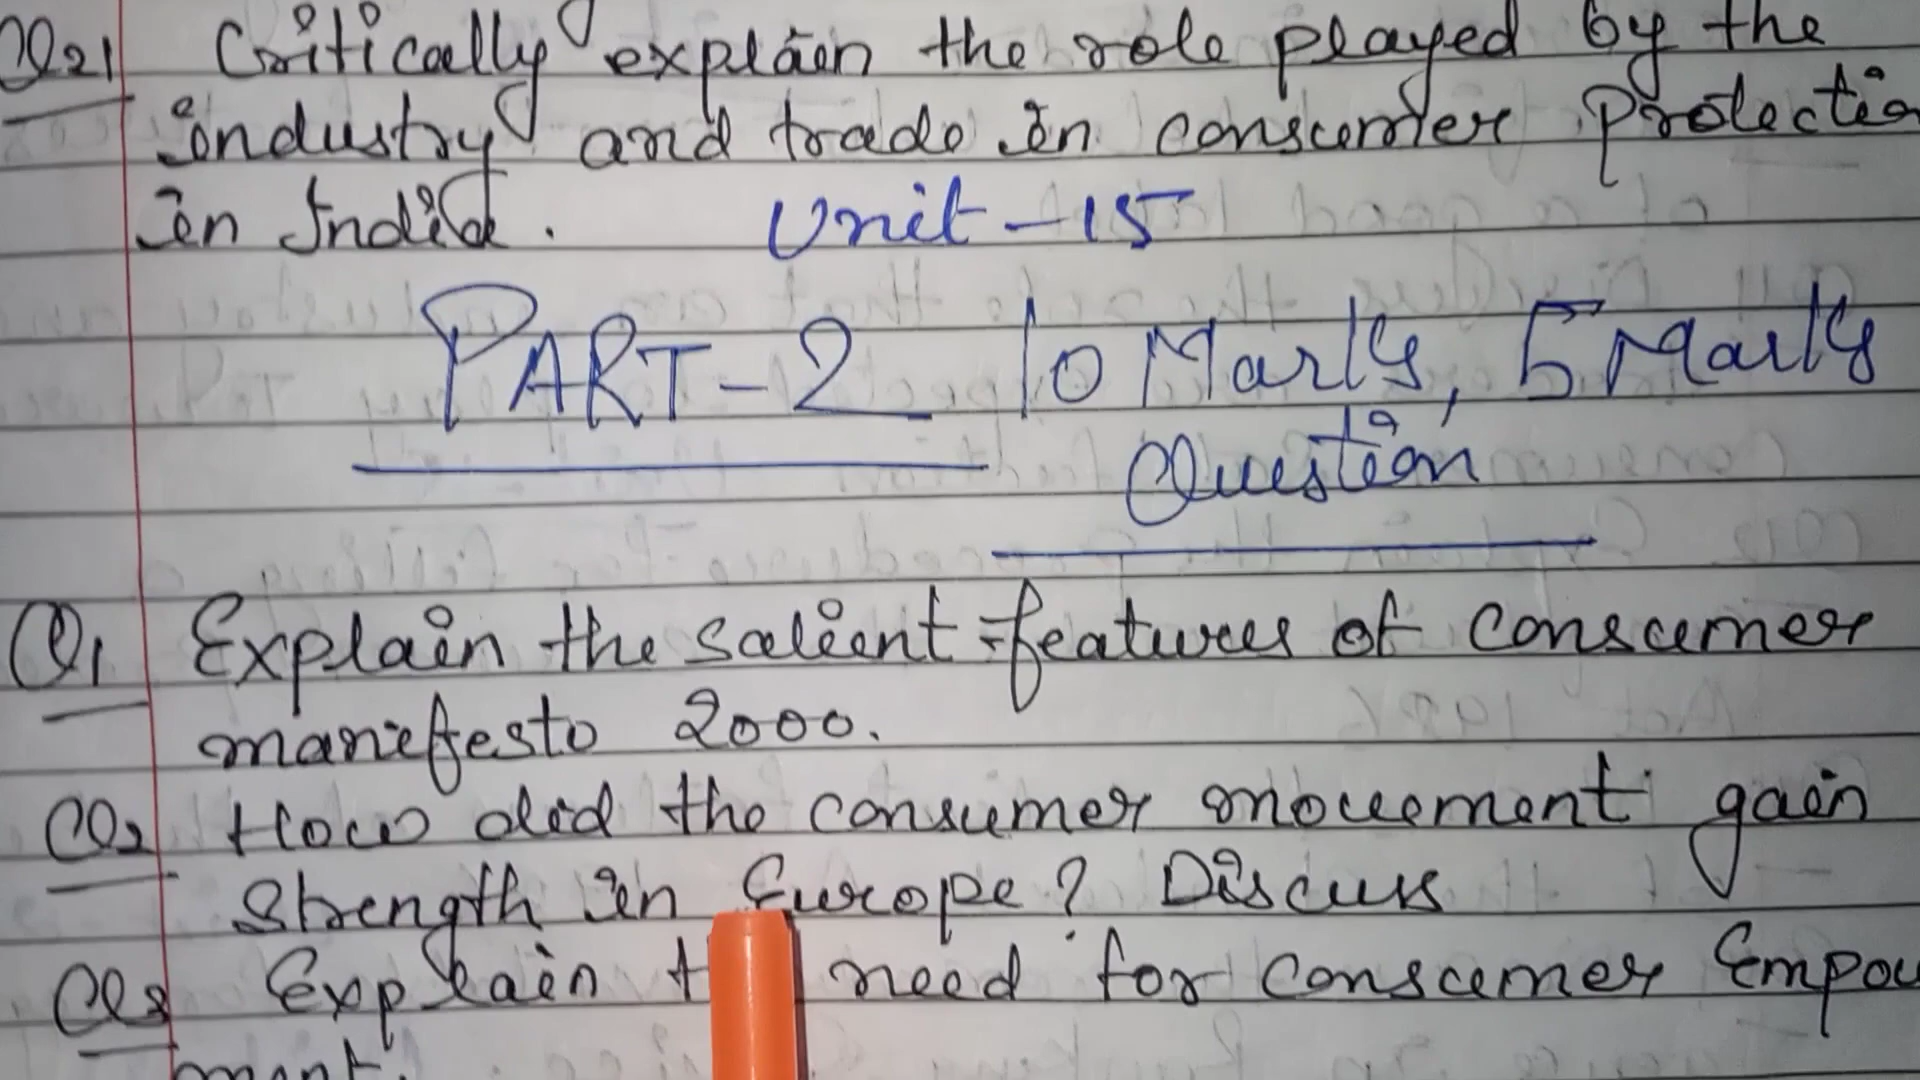 Q21 Critically explain the role played by the
industry and trade in consumer Protection
in India. Unit-15
PART-2 10 Marks, 5 Marks
Question
Q1 Explain the salient features of consumer
manifesto 2000.
Q2 How did the consumer movement gain
Strength in Europe? Discuss
Q3 Explain need for consumer Empow
ment.